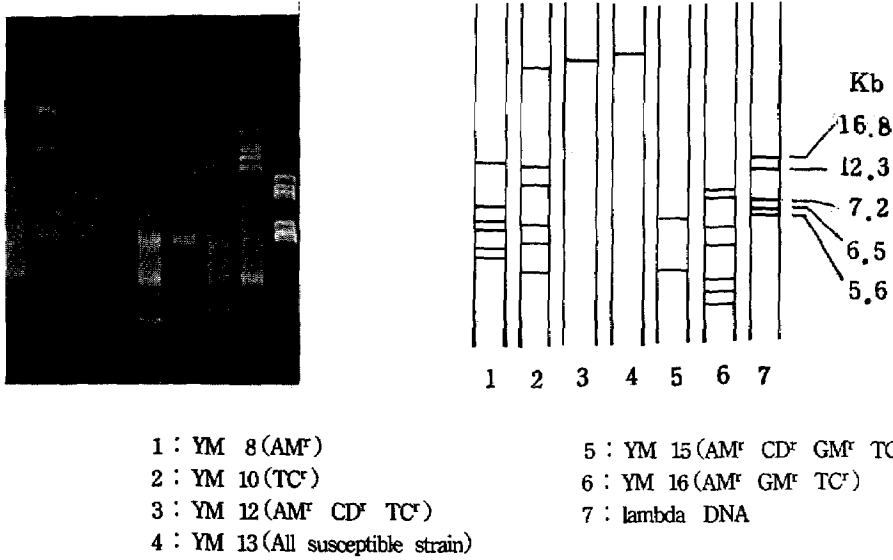 Kb
16.8
12.3
7.2
6.5
5.6
1 2 3 4 5 6 7
1 : YM 8 (AMʳ)
2 : YM 10 (TCʳ)
3 : YM 12 (AMʳ CDʳ TCʳ)
4 : YM 13 (All susceptible strain)
5 : YM 15 (AMʳ CDʳ GMʳ TC
6 : YM 16 (AMʳ GMʳ TCʳ)
7 : lambda DNA